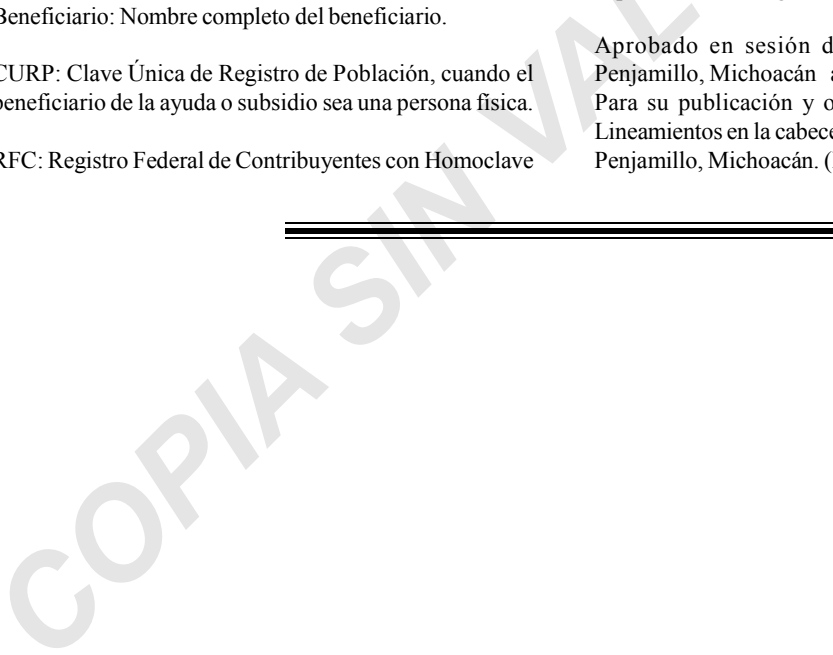 Beneficiario: Nombre completo del beneficiario.
CURP: Clave Única de Registro de Población, cuando el
beneficiario de la ayuda o subsidio sea una persona física.
RFC: Registro Federal de Contribuyentes con Homoclave
Aprobado en sesión d
Penjamillo, Michoacán a
Para su publicación y o
Lineamientos en la cabece
Penjamillo, Michoacán. (
COPIA SIN VAL